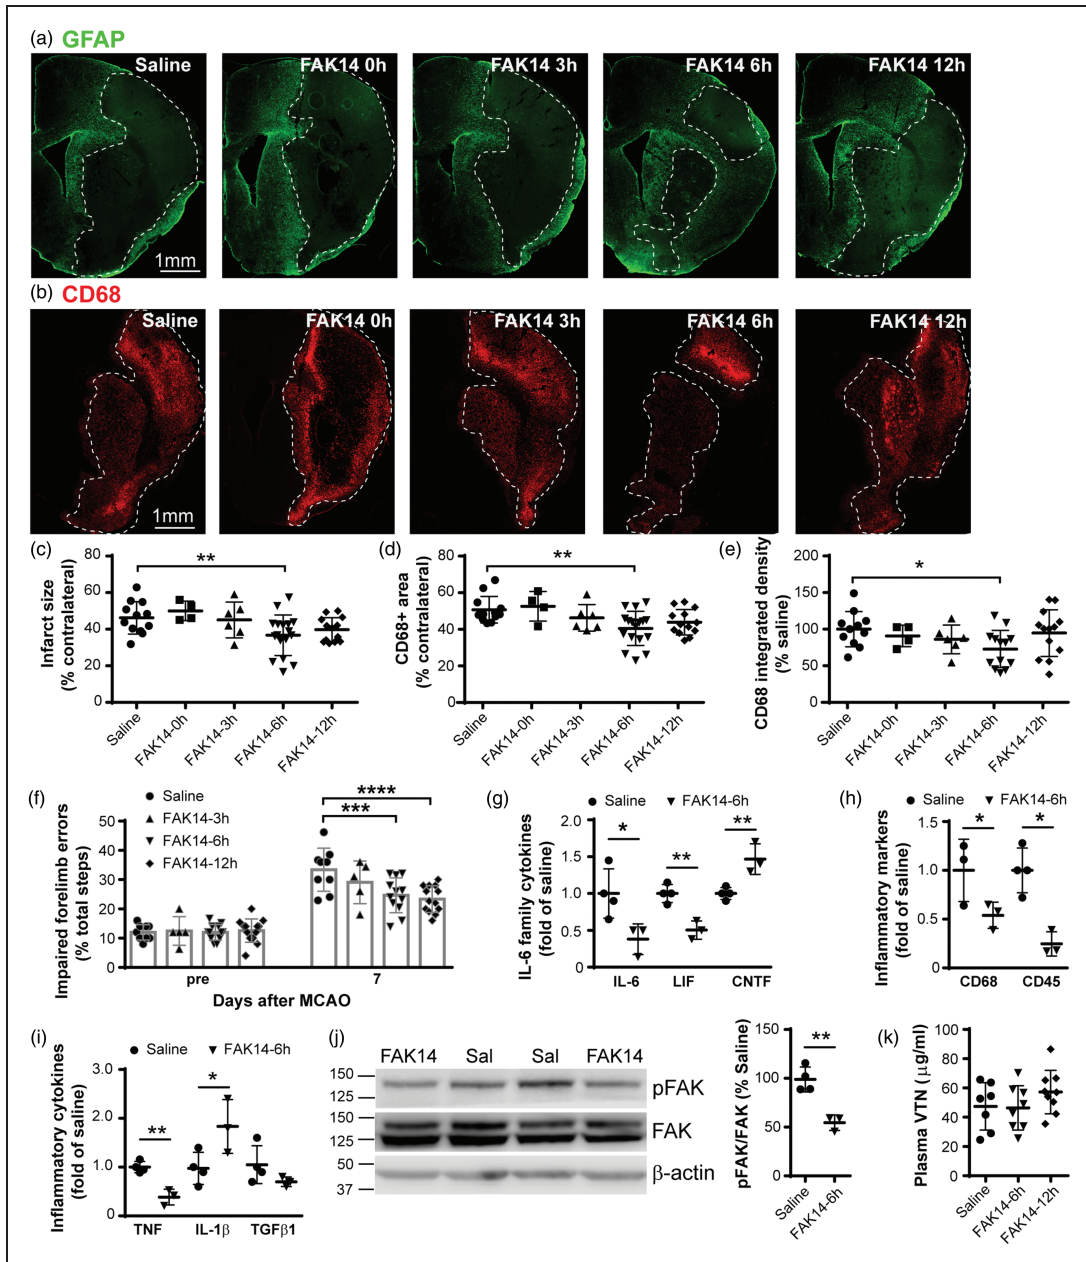 (a) GFAP
Saline
FAK14 0h
FAK14 3h
FAK14 6h
FAK14 12h
1mm
(b) CD68
Saline
FAK14 0h
FAK14 3h
FAK14 6h
FAK14 12h
1mm
(c)
Infarct size
(% contralateral)
80
60
40
20
0
**
Saline
FAK14-0h
FAK14-3h
FAK14-6h
FAK14-12h
(d)
CD68+ area
(% contralateral)
80
60
40
20
0
**
Saline
FAK14-0h
FAK14-3h
FAK14-6h
FAK14-12h
(e)
CD68 integrated density
(% saline)
200
150
100
50
0
*
Saline
FAK14-0h
FAK14-3h
FAK14-6h
FAK14-12h
(f)
Impaired forelimb errors
(% total steps)
50
40
30
20
10
0
Saline
FAK14-3h
FAK14-6h
FAK14-12h
****
***
pre
7
Days after MCAO
(g)
Saline
FAK14-6h
IL-6 family cytokines
(fold of saline)
2.0
1.5
1.0
0.5
0
*
**
**
IL-6
LIF
CNTF
(h)
Saline
FAK14-6h
Inflammatory markers
(fold of saline)
1.5
1.0
0.5
0
*
*
CD68
CD45
(i)
Saline
FAK14-6h
Inflammatory cytokines
(fold of saline)
3.0
2.0
1.0
0
**
*
TNF
IL-1β
TGFβ1
(j)
FAK14
Sal
Sal
FAK14
150
125
pFAK
150
125
FAK
50
37
β-actin
pFAK/FAK (% Saline)
150
100
50
0
**
Saline
FAK14-6h
(k)
Plasma VTN (μg/ml)
100
80
60
40
20
0
Saline
FAK14-6h
FAK14-12h